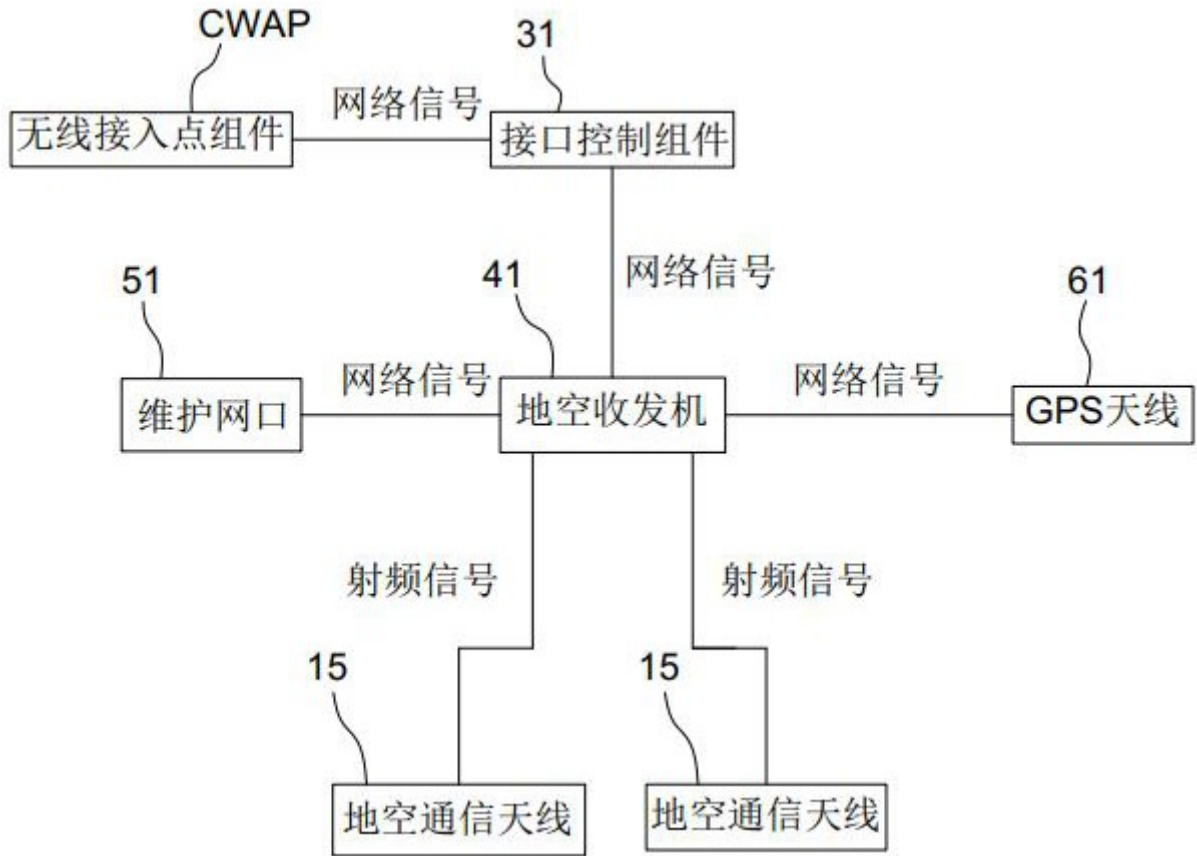 CWAP
31
网络信号
无线接入点组件
接口控制组件
网络信号
51
41
61
网络信号
网络信号
维护网口
地空收发机
GPS天线
射频信号
射频信号
15
15
地空通信天线
地空通信天线